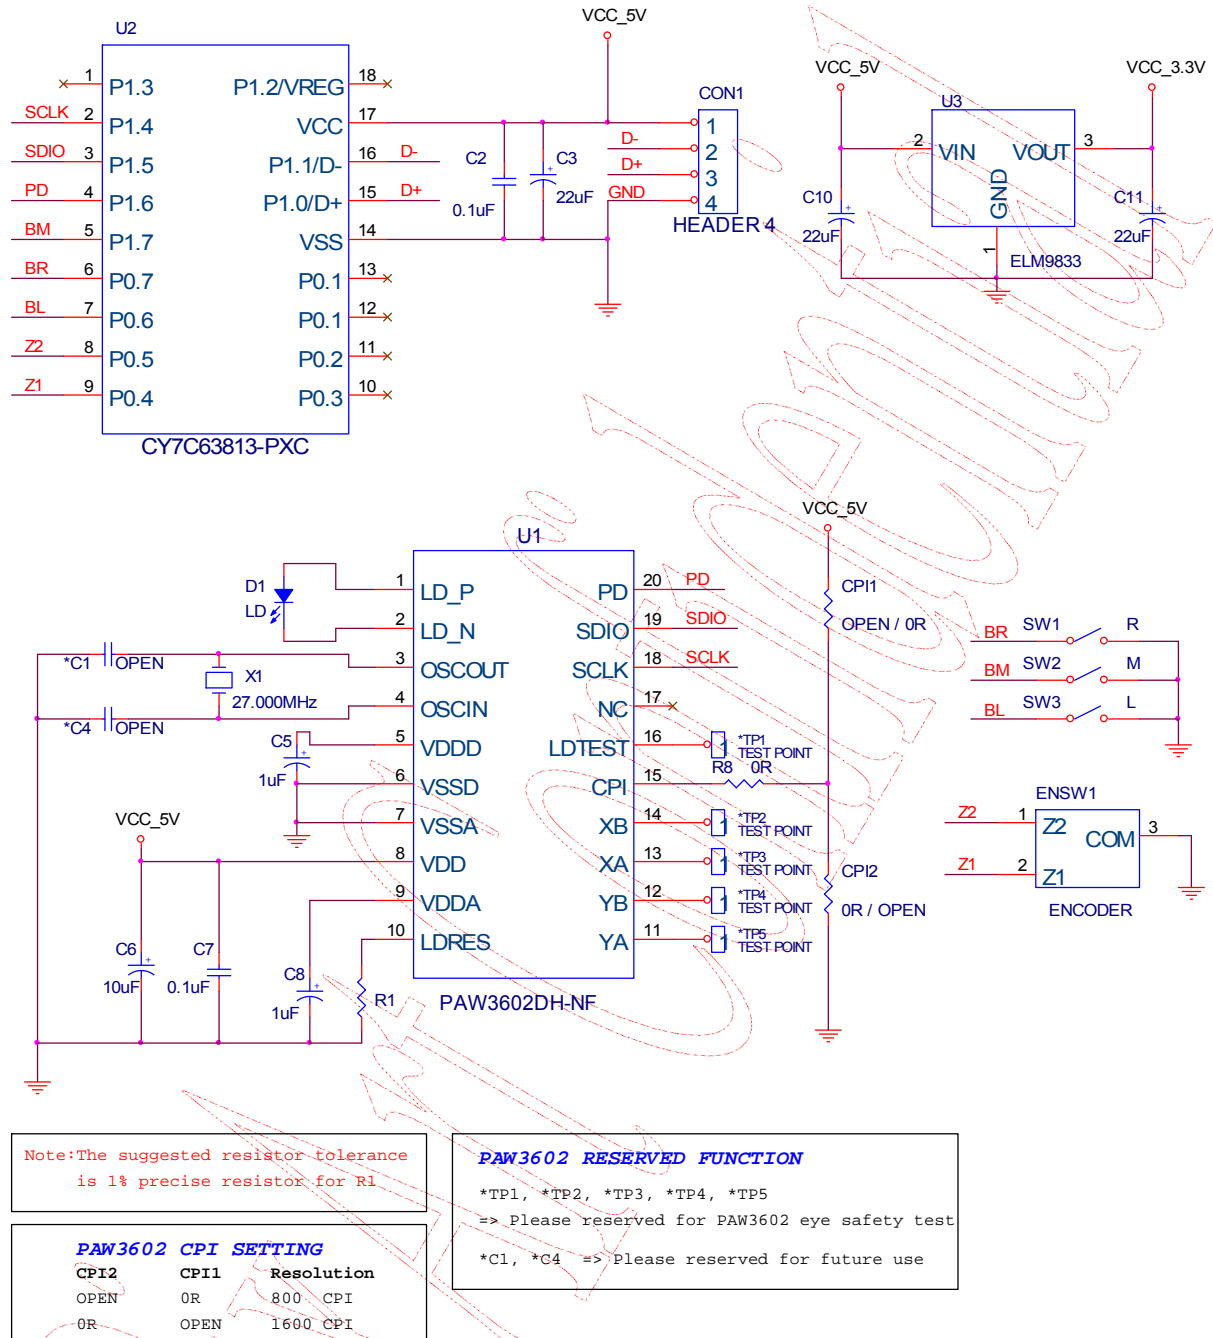 U2
1 P1.3
SCLK 2 P1.4
SDIO 3 P1.5
PD 4 P1.6
BM 5 P1.7
BR 6 P0.7
BL 7 P0.6
Z2 8 P0.5
Z1 9 P0.4
P1.2/VREG 18
VCC 17
P1.1/D- 16 D-
P1.0/D+ 15 D+
VSS 14
P0.1 13
P0.1 12
P0.2 11
P0.3 10
CY7C63813-PXC
VCC_5V
C2
0.1uF
C3
22uF
CON1
1
D- 2
D+ 3
GND 4
HEADER 4
VCC_5V
VCC_3.3V
U3
2 VIN
VOUT 3
GND
1
ELM9833
C10
22uF
C11
22uF
U1
D1
LD
1 LD_P
2 LD_N
3 OSCOUT
4 OSCIN
5 VDDD
6 VSSD
7 VSSA
8 VDD
9 VDDA
10 LDRES
PD 20 PD
SDIO 19 SDIO
SCLK 18 SCLK
NC 17
LDTEST 16
CPI 15
XB 14
XA 13
YB 12
YA 11
PAW3602DH-NF
*C1 OPEN
X1
27.000MHz
*C4 OPEN
C5
1uF
VCC_5V
C6
10uF
C7
0.1uF
C8
1uF
R1
1 *TP1
TEST POINT
R8 0R
1 *TP2
TEST POINT
1 *TP3
TEST POINT
1 *TP4
TEST POINT
1 *TP5
TEST POINT
VCC_5V
CPI1
OPEN / 0R
CPI2
0R / OPEN
BR SW1 R
BM SW2 M
BL SW3 L
ENSW1
Z2 1 Z2
COM 3
Z1 2 Z1
ENCODER
Note:The suggested resistor tolerance
is 1% precise resistor for R1
PAW3602 RESERVED FUNCTION
*TP1, *TP2, *TP3, *TP4, *TP5
=> Please reserved for PAW3602 eye safety test
*C1, *C4 => Please reserved for future use
PAW3602 CPI SETTING
CPI2 CPI1 Resolution
OPEN 0R 800 CPI
0R OPEN 1600 CPI